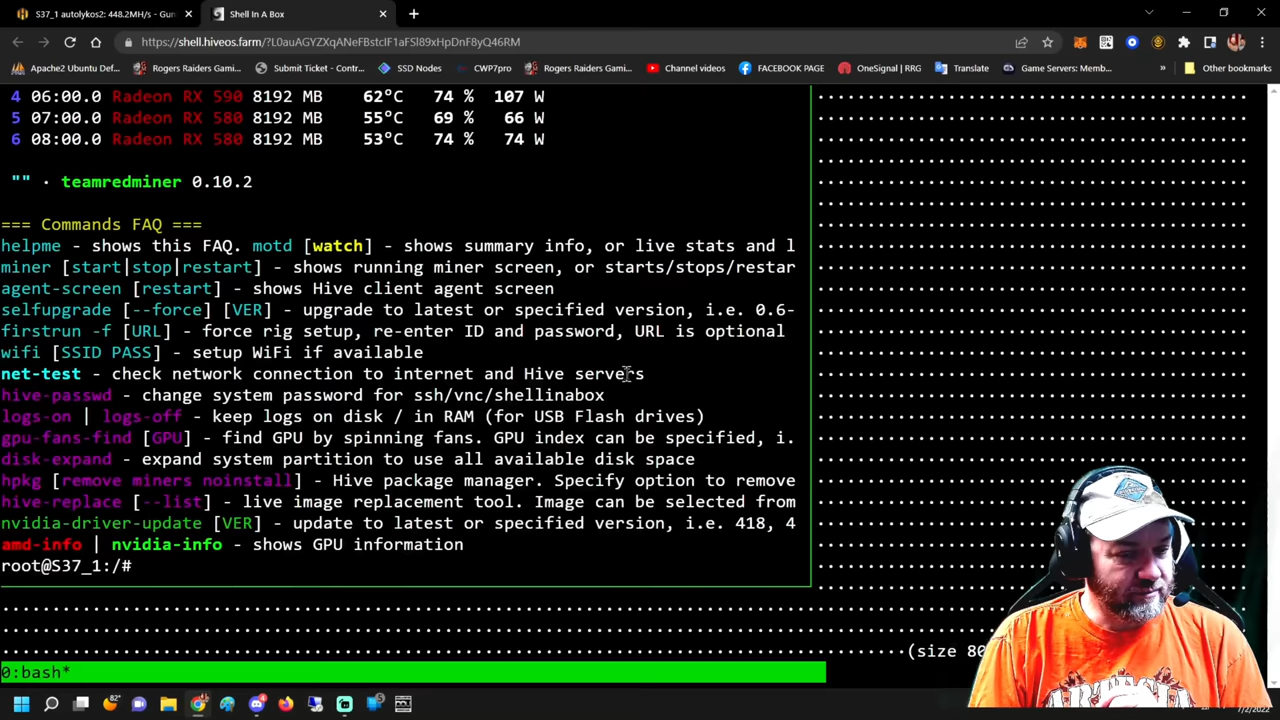 S37_1 autolykos2: 448.2MH/s - Gun
Shell In A Box
https://shell.hiveos.farm/?L0auAGYZXqANeFBstcIF1aFSl89xHpDnF8yQ46RM
Apache2 Ubuntu Def...
Rogers Raiders Gami...
Submit Ticket - Contr...
SSD Nodes
CWP7pro
Rogers Raiders Gami...
Channel videos
FACEBOOK PAGE
OneSignal | RRG
Translate
Game Servers: Memb...
»
Other bookmarks
4 06:00.0 Radeon RX 590 8192 MB 62°C 74 % 107 W
5 07:00.0 Radeon RX 580 8192 MB 55°C 69 % 66 W
6 08:00.0 Radeon RX 580 8192 MB 53°C 74 % 74 W
"" · teamredminer 0.10.2
=== Commands FAQ ===
helpme - shows this FAQ. motd [watch] - shows summary info, or live stats and l
miner [start|stop|restart] - shows running miner screen, or starts/stops/restar
agent-screen [restart] - shows Hive client agent screen
selfupgrade [--force] [VER] - upgrade to latest or specified version, i.e. 0.6-
firstrun -f [URL] - force rig setup, re-enter ID and password, URL is optional
wifi [SSID PASS] - setup WiFi if available
net-test - check network connection to internet and Hive servers
hive-passwd - change system password for ssh/vnc/shellinabox
logs-on | logs-off - keep logs on disk / in RAM (for USB Flash drives)
gpu-fans-find [GPU] - find GPU by spinning fans. GPU index can be specified, i.
disk-expand - expand system partition to use all available disk space
hpkg [remove miners noinstall] - Hive package manager. Specify option to remove
hive-replace [--list] - live image replacement tool. Image can be selected from
nvidia-driver-update [VER] - update to latest or specified version, i.e. 418, 4
amd-info | nvidia-info - shows GPU information
root@S37_1:/#
(size 80
0:bash*
82°
7/2/2022